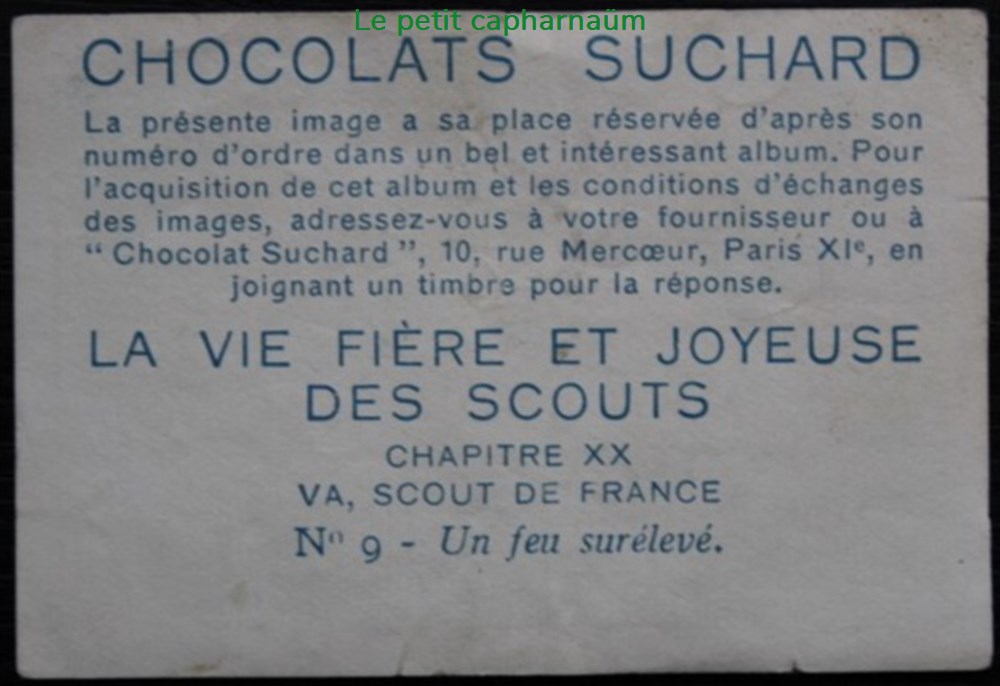 Le petit capharnaüm
CHOCOLATS SUCHARD
La présente image a sa place réservée d'après son
numéro d'ordre dans un bel et intéressant album. Pour
l'acquisition de cet album et les conditions d'échanges
des images, adressez-vous à votre fournisseur ou à
“ Chocolat Suchard ”, 10, rue Mercœur, Paris XIᵉ, en
joignant un timbre pour la réponse.
LA VIE FIÈRE ET JOYEUSE
DES SCOUTS
CHAPITRE XX
VA, SCOUT DE FRANCE
Nº 9 - Un feu surélevé.